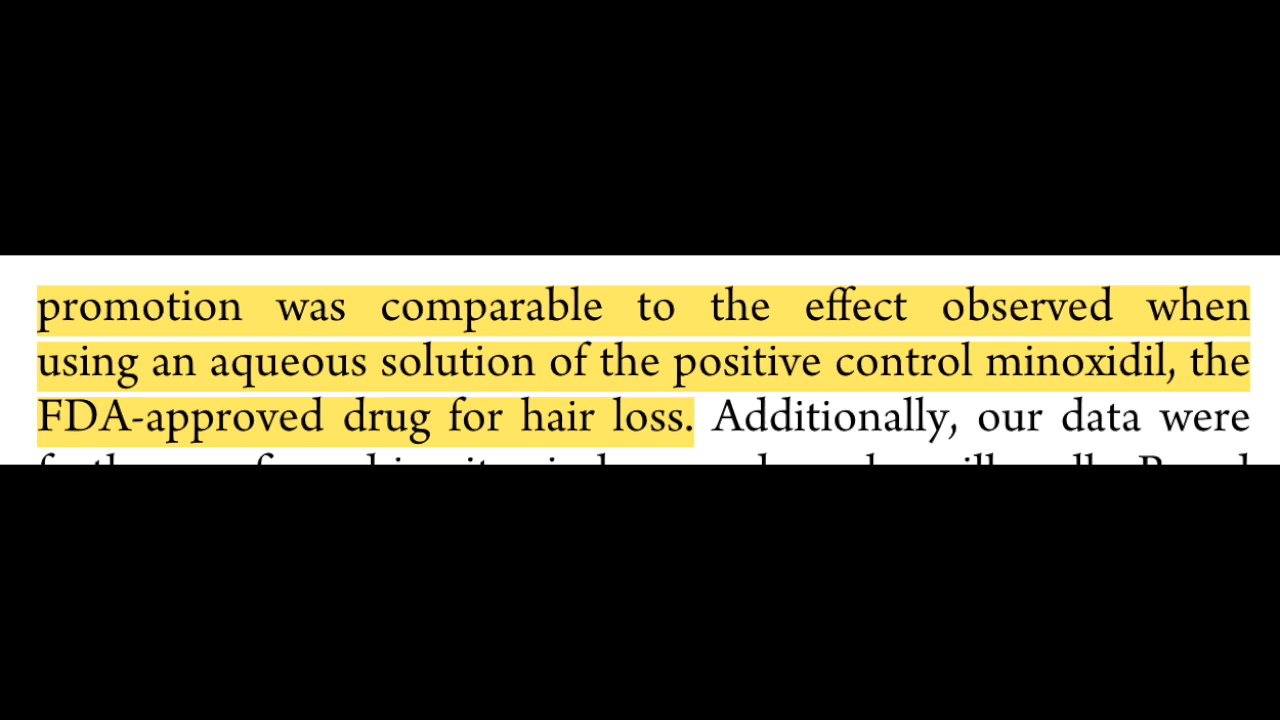 promotion was comparable to the effect observed when
using an aqueous solution of the positive control minoxidil, the
FDA-approved drug for hair loss. Additionally, our data were